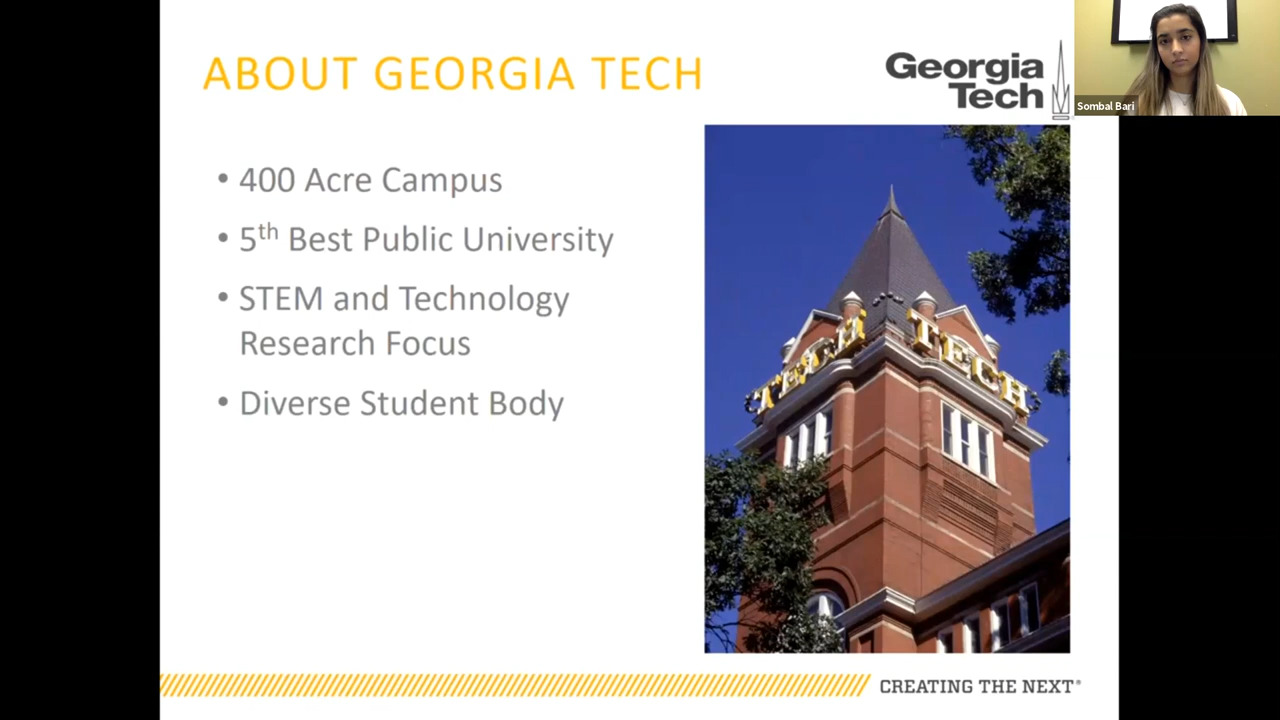 ABOUT GEORGIA TECH
Georgia
Tech
Sombal Bari
• 400 Acre Campus
• 5th Best Public University
• STEM and Technology
Research Focus
• Diverse Student Body
TECH TECH
CREATING THE NEXT®